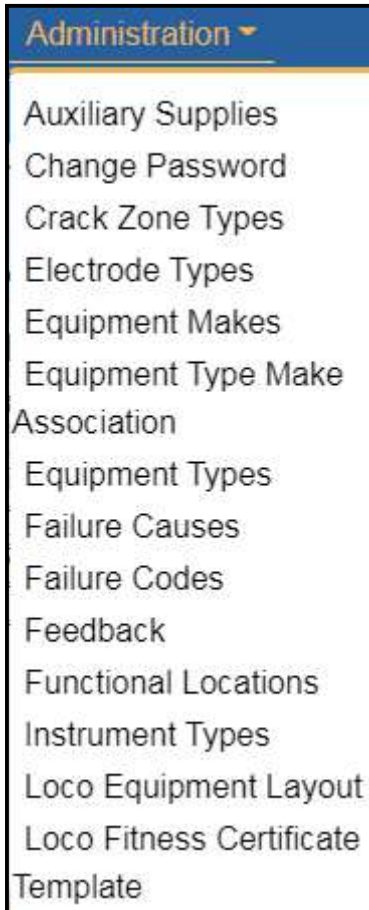 Administration
Auxiliary Supplies
Change Password
Crack Zone Types
Electrode Types
Equipment Makes
Equipment Type Make
Association
Equipment Types
Failure Causes
Failure Codes
Feedback
Functional Locations
Instrument Types
Loco Equipment Layout
Loco Fitness Certificate
Template